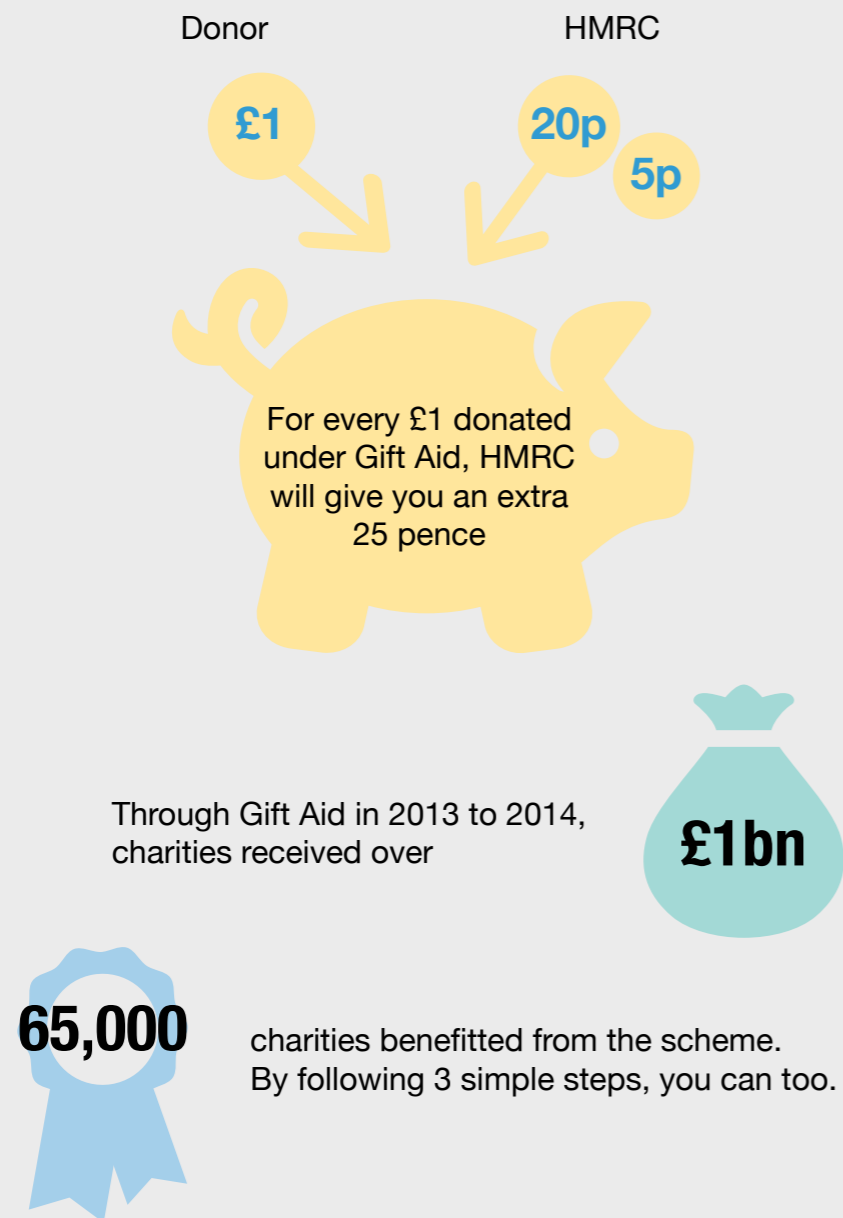 Donor
HMRC
£1
20p
5p
For every £1 donated
under Gift Aid, HMRC
will give you an extra
25 pence
Through Gift Aid in 2013 to 2014,
charities received over
£1bn
65,000
charities benefitted from the scheme.
By following 3 simple steps, you can too.